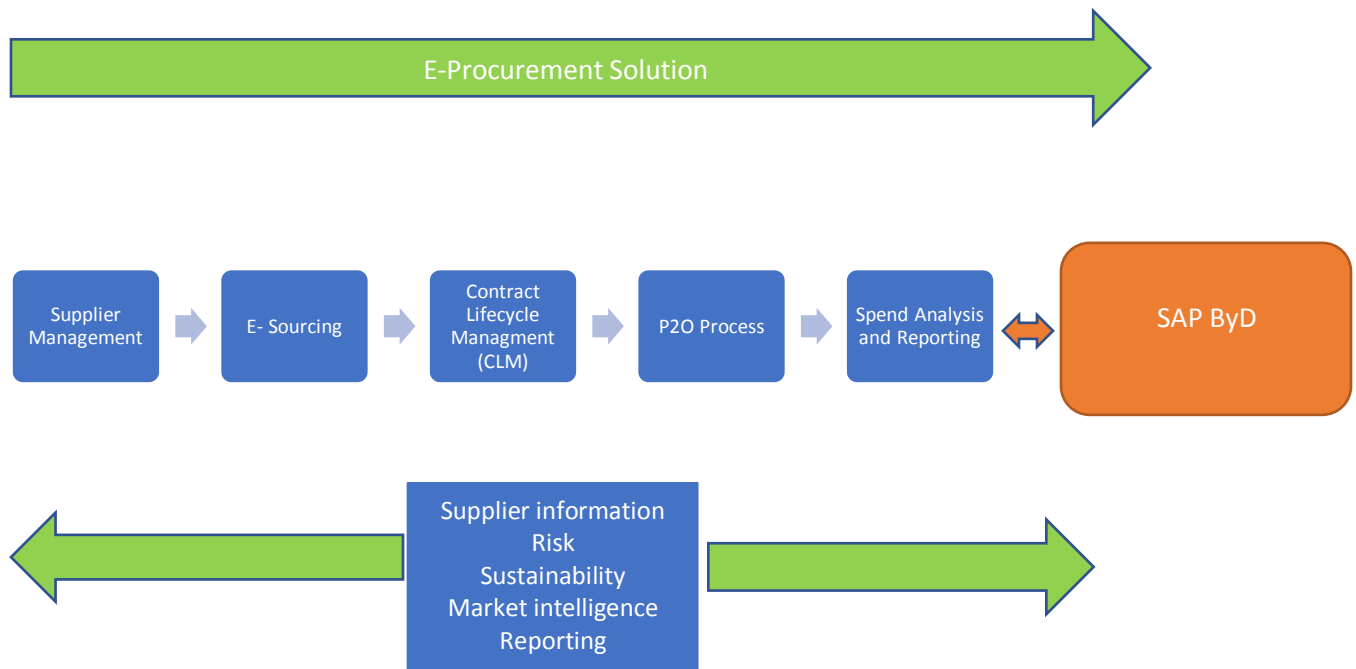 E-Procurement Solution
Supplier
Management
E- Sourcing
Contract
Lifecycle
Managment
(CLM)
P2O Process
Spend Analysis
and Reporting
SAP ByD
Supplier information
Risk
Sustainability
Market intelligence
Reporting